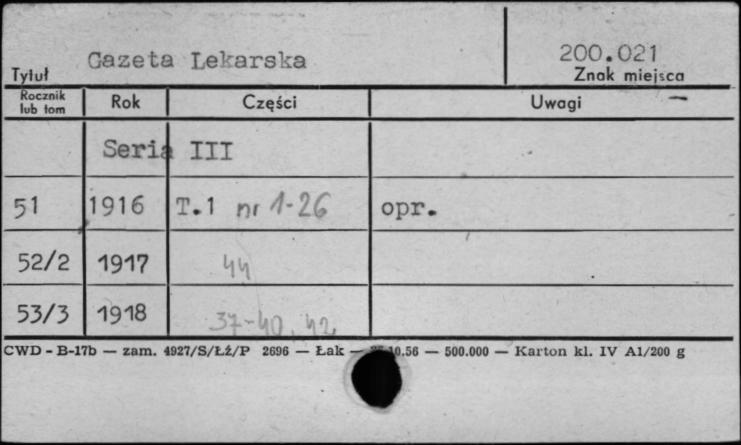 Gazeta Lekarska
200.021
Tytuł
Znak miejsca
Rocznik lub tom
Rok
Części
Uwagi
Seria III
51 1916 T.1 nr 1-26 opr.
52/2 1917 44
53/3 1918 37-40, 42
CWD - B-17b — zam. 4927/S/ŁŻ/P 2696 — Łak — 10.56 — 500.000 — Karton kl. IV A1/200 g